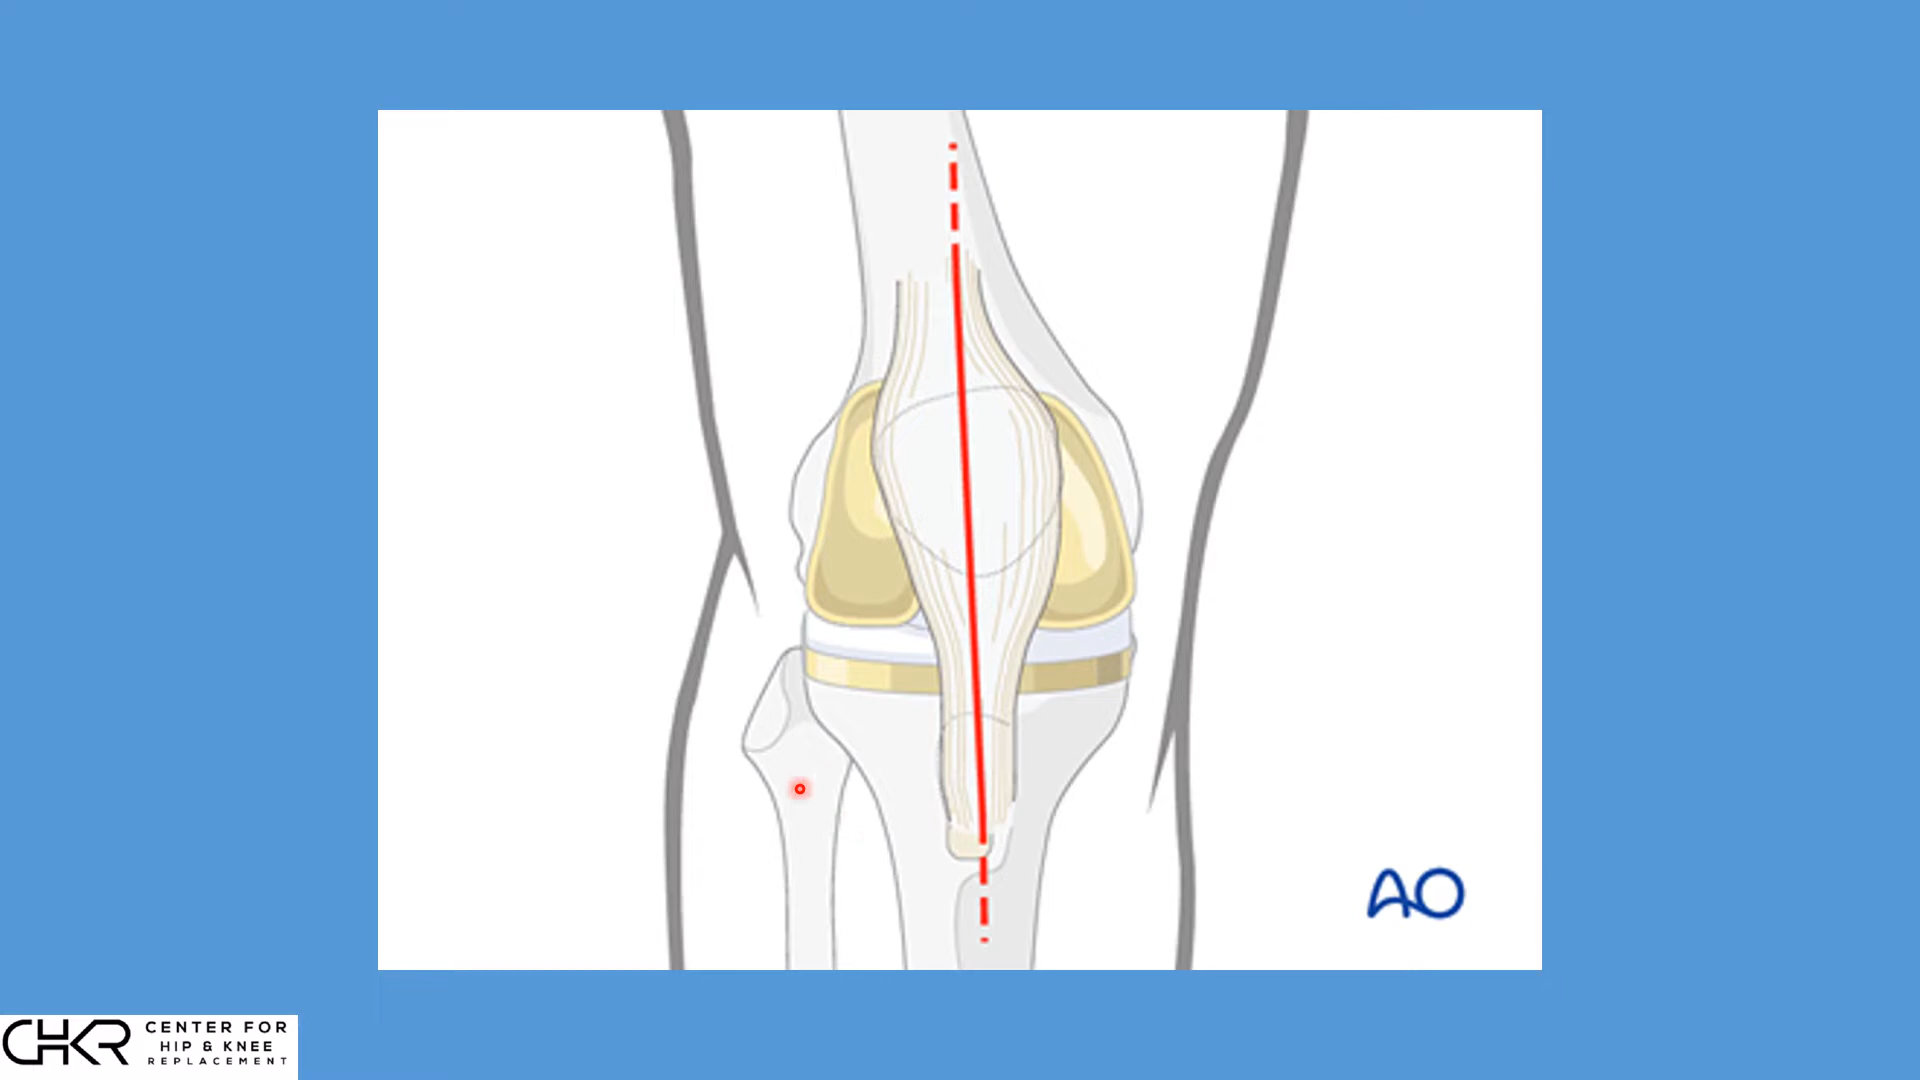 AO
CHKR
CENTER FOR
HIP & KNEE
REPLACEMENT